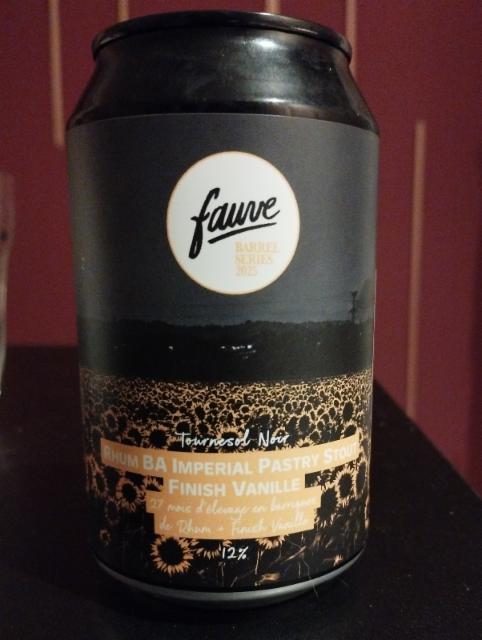 fauve
BARREL
SERIES
2025
Tournesol Noir
RHUM BA IMPERIAL PASTRY STOUT
FINISH VANILLE
27 mois d'élevage en barriques
de Rhum + Finish Vanille
12%